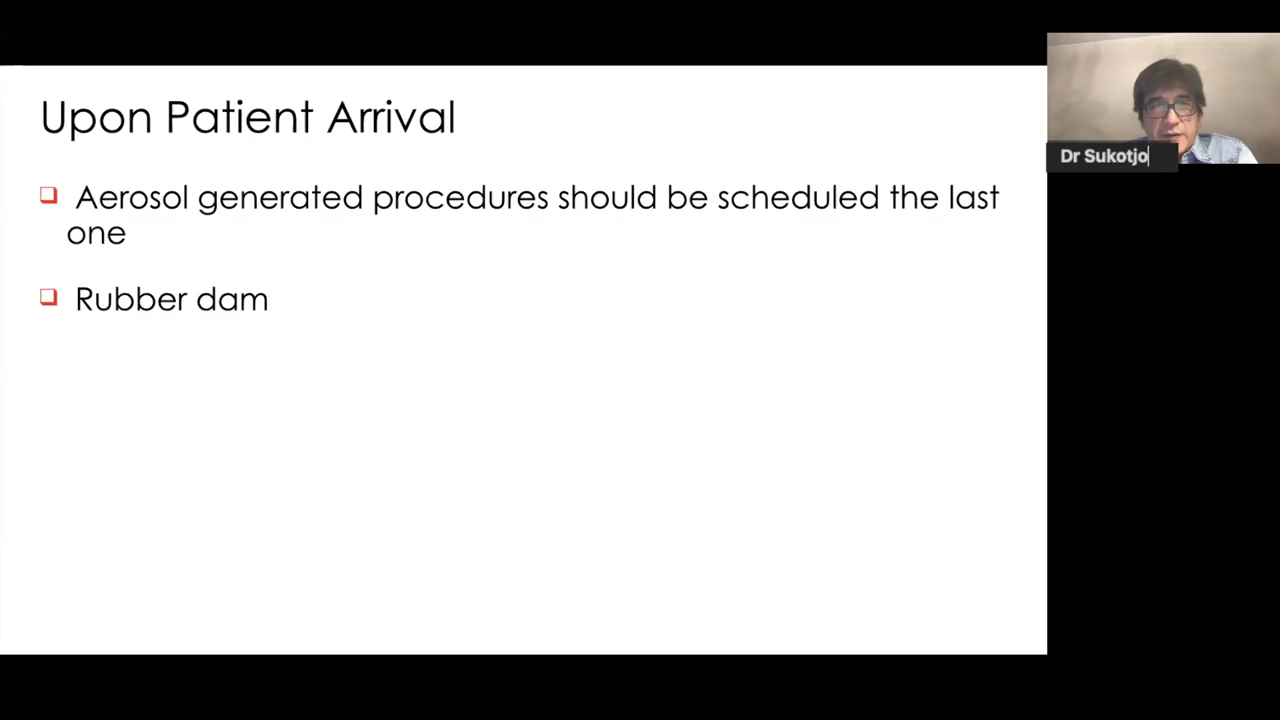 Upon Patient Arrival
Aerosol generated procedures should be scheduled the last
one
Rubber dam
Dr Sukotjo